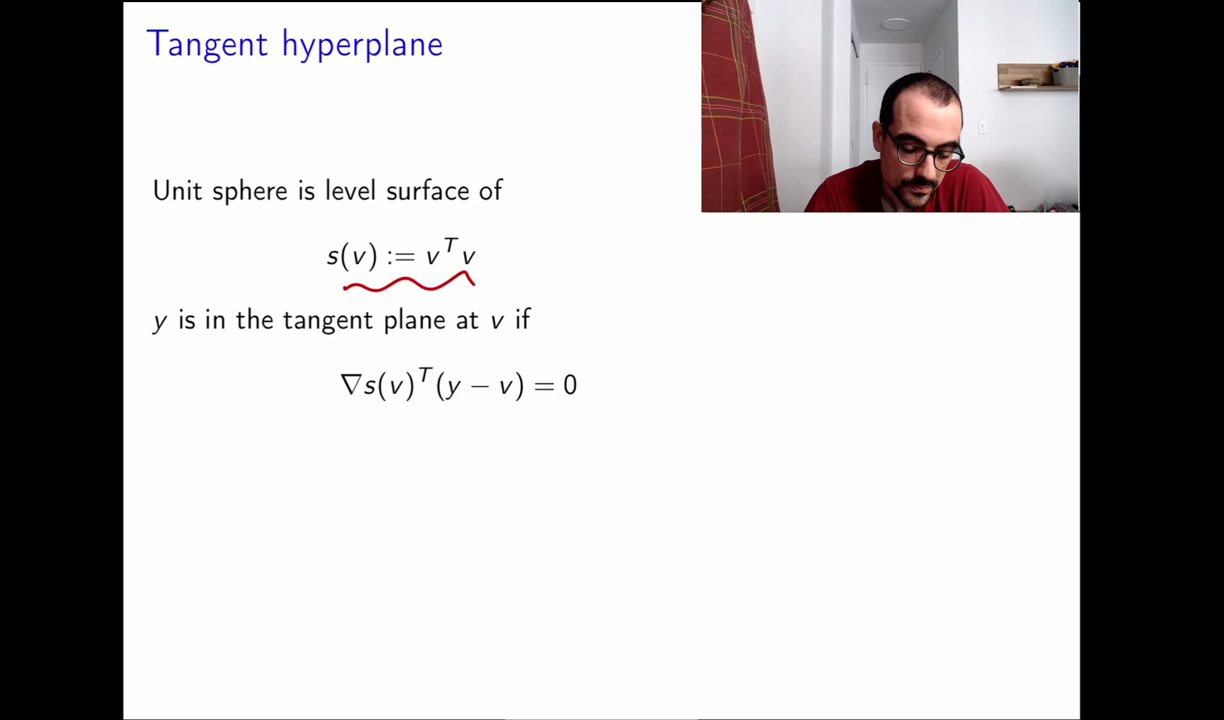 Tangent hyperplane
Unit sphere is level surface of
s(v) := v^T v
y is in the tangent plane at v if
∇s(v)^T (y − v) = 0